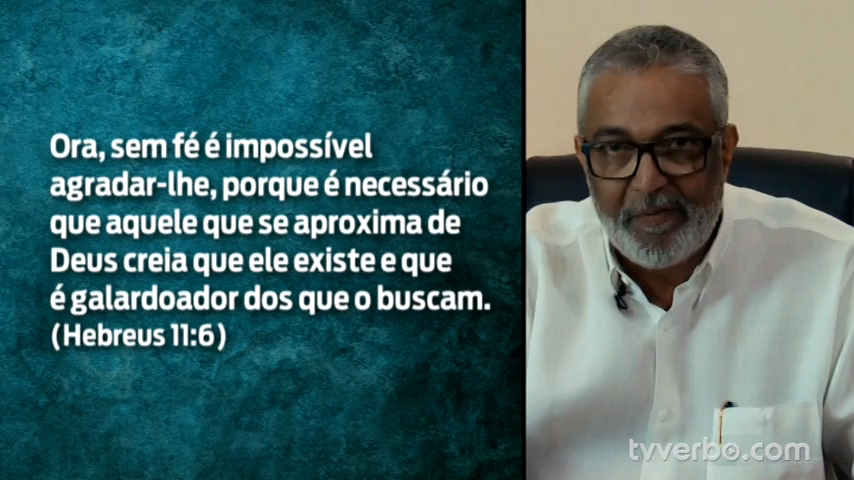 Ora, sem fé é impossível
agradar-lhe, porque é necessário
que aquele que se aproxima de
Deus creia que ele existe e que
é galardoador dos que o buscam.
(Hebreus 11:6)
tvverbo.com